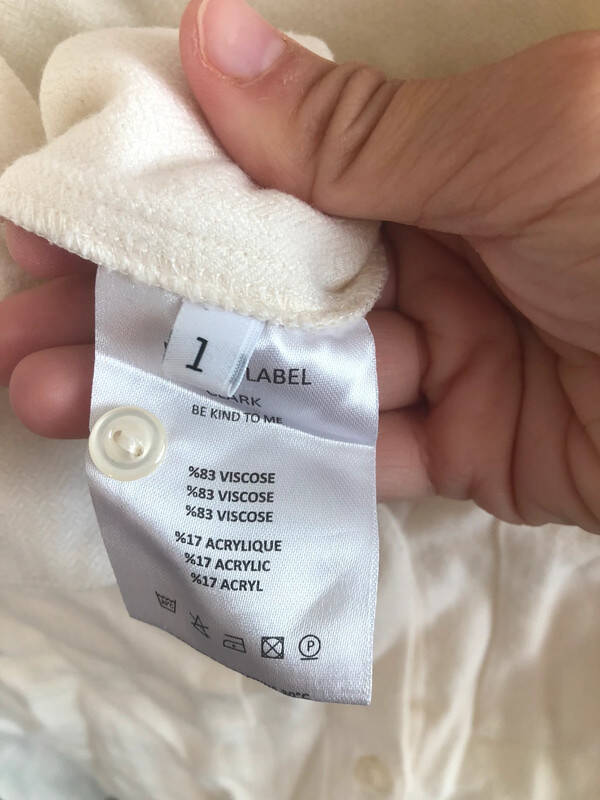 1
LABEL
BE KIND TO ME
%83 VISCOSE
%83 VISCOSE
%83 VISCOSE
%17 ACRYLIQUE
%17 ACRYLIC
%17 ACRYL
P